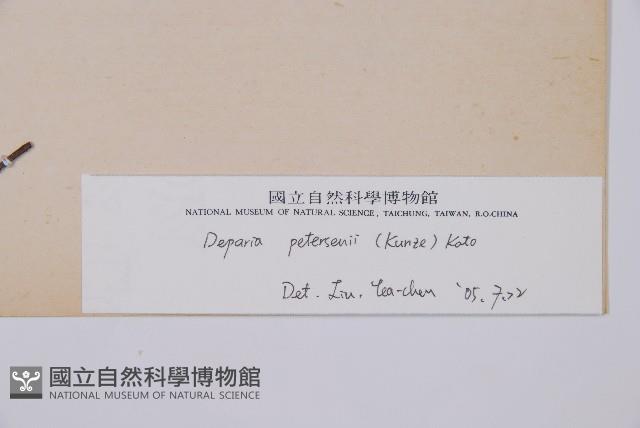 國立自然科學博物館
NATIONAL MUSEUM OF NATURAL SCIENCE, TAICHUNG, TAIWAN, R.O.CHINA
Deparia petersenii (Kunze) Kato
Det. Liu, Yea-chen '05.7.22
國立自然科學博物館
NATIONAL MUSEUM OF NATURAL SCIENCE